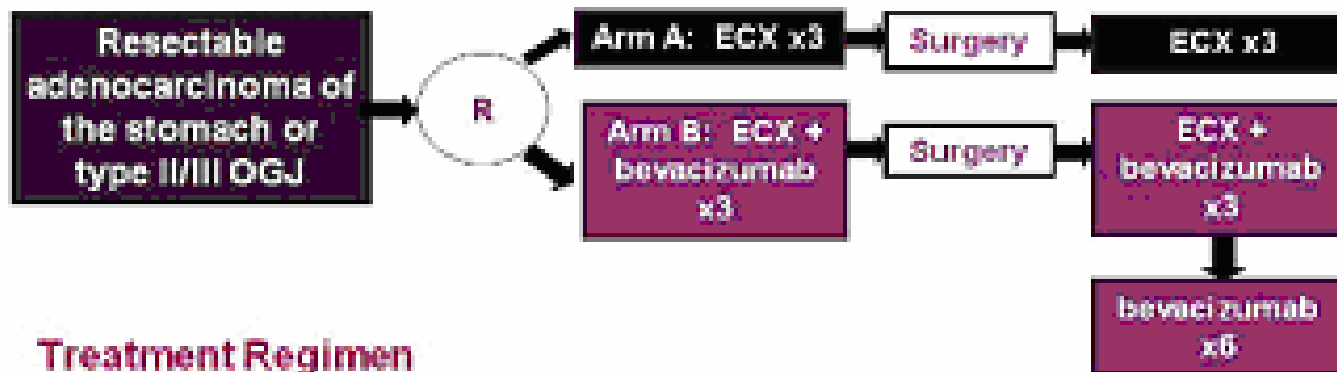 Resectable
adenocarcinoma of
the stomach or
type II/III OGJ
R
Arm A: ECX x3
Surgery
ECX x3
Arm B: ECX +
bevacizumab
x3
Surgery
ECX +
bevacizumab
x3
bevacizumab
x6
Treatment Regimen